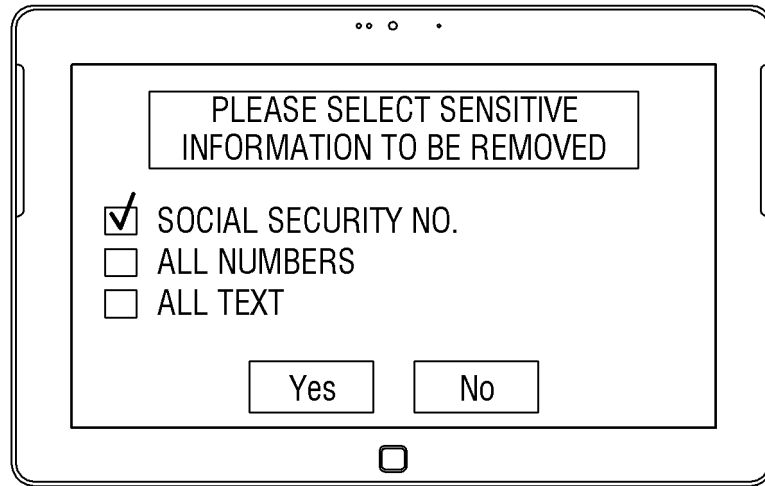 PLEASE SELECT SENSITIVE
INFORMATION TO BE REMOVED
SOCIAL SECURITY NO.
ALL NUMBERS
ALL TEXT
Yes No